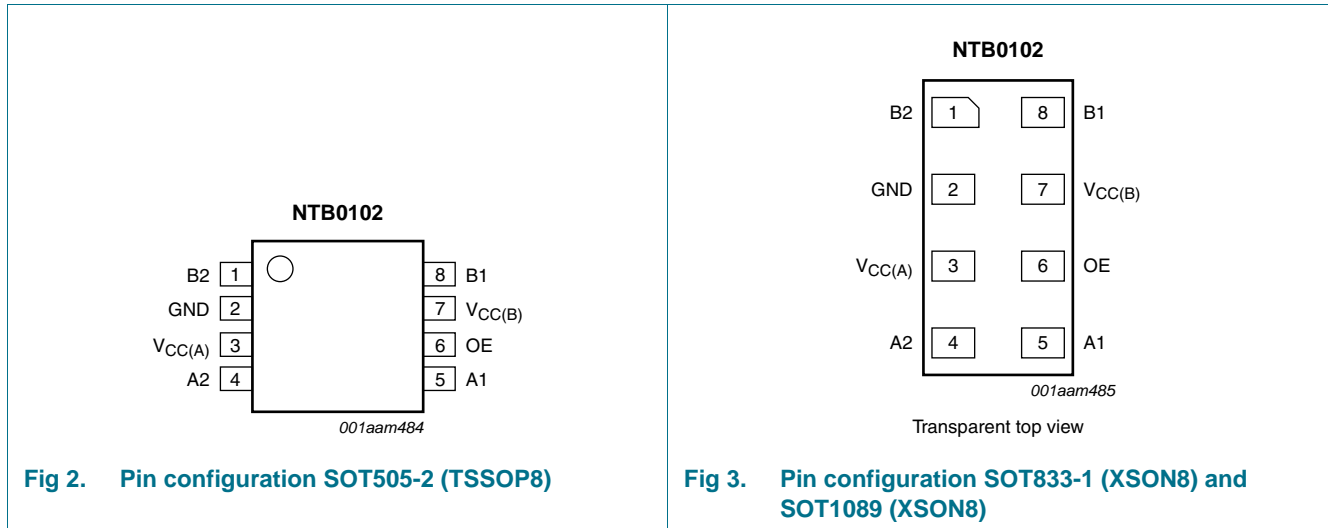 NTB0102
B2 1 8 B1
GND 2 7 VCC(B)
VCC(A) 3 6 OE
A2 4 5 A1
001aam484
Fig 2. Pin configuration SOT505-2 (TSSOP8)
NTB0102
B2 1 8 B1
GND 2 7 VCC(B)
VCC(A) 3 6 OE
A2 4 5 A1
001aam485
Transparent top view
Fig 3. Pin configuration SOT833-1 (XSON8) and
SOT1089 (XSON8)